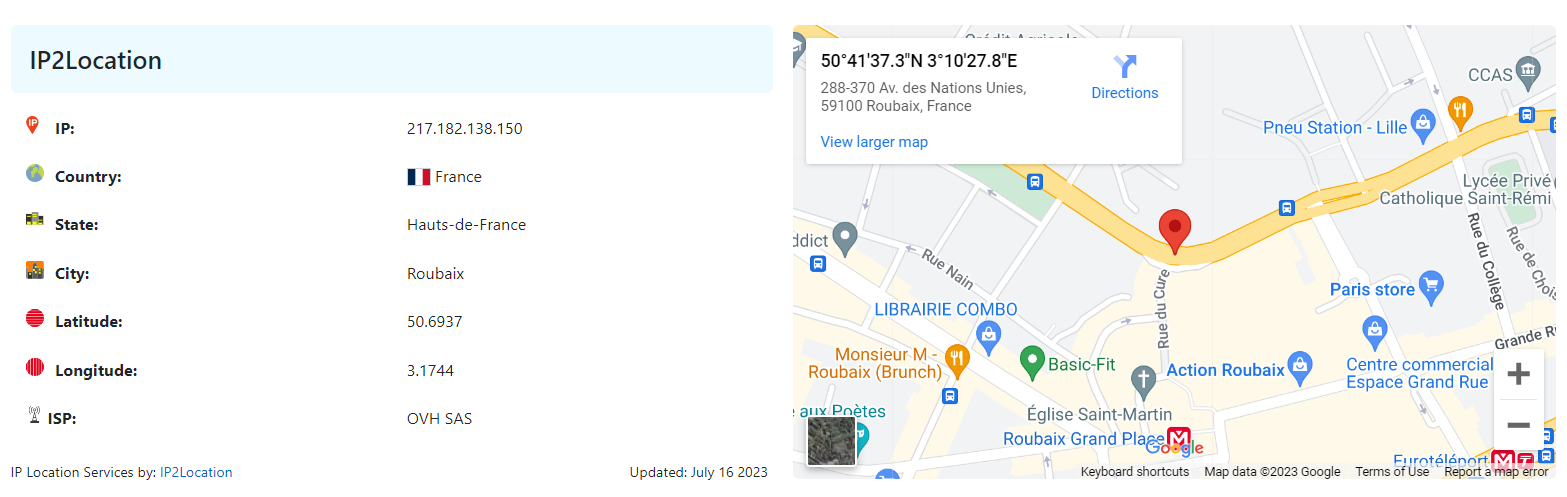 IP2Location
IP: 217.182.138.150
Country: France
State: Hauts-de-France
City: Roubaix
Latitude: 50.6937
Longitude: 3.1744
ISP: OVH SAS
IP Location Services by: IP2Location
Updated: July 16 2023
Crédit Agricole
50°41'37.3"N 3°10'27.8"E
288-370 Av. des Nations Unies,
59100 Roubaix, France
Directions
View larger map
CCAS
Pneu Station - Lille
Lycée Privé
Catholique Saint-Rémi
Rue du Collège
Rue de Chois
ddict
Rue Nain
Rue du Cure
Paris store
LIBRAIRIE COMBO
Grande R
Monsieur M -
Roubaix (Brunch)
Basic-Fit
Action Roubaix
Centre commercial
Espace Grand Rue
e aux Poètes
Église Saint-Martin
Roubaix Grand Place
Google
Eurotéléport
Keyboard shortcuts
Map data ©2023 Google
Terms of Use
Report a map error